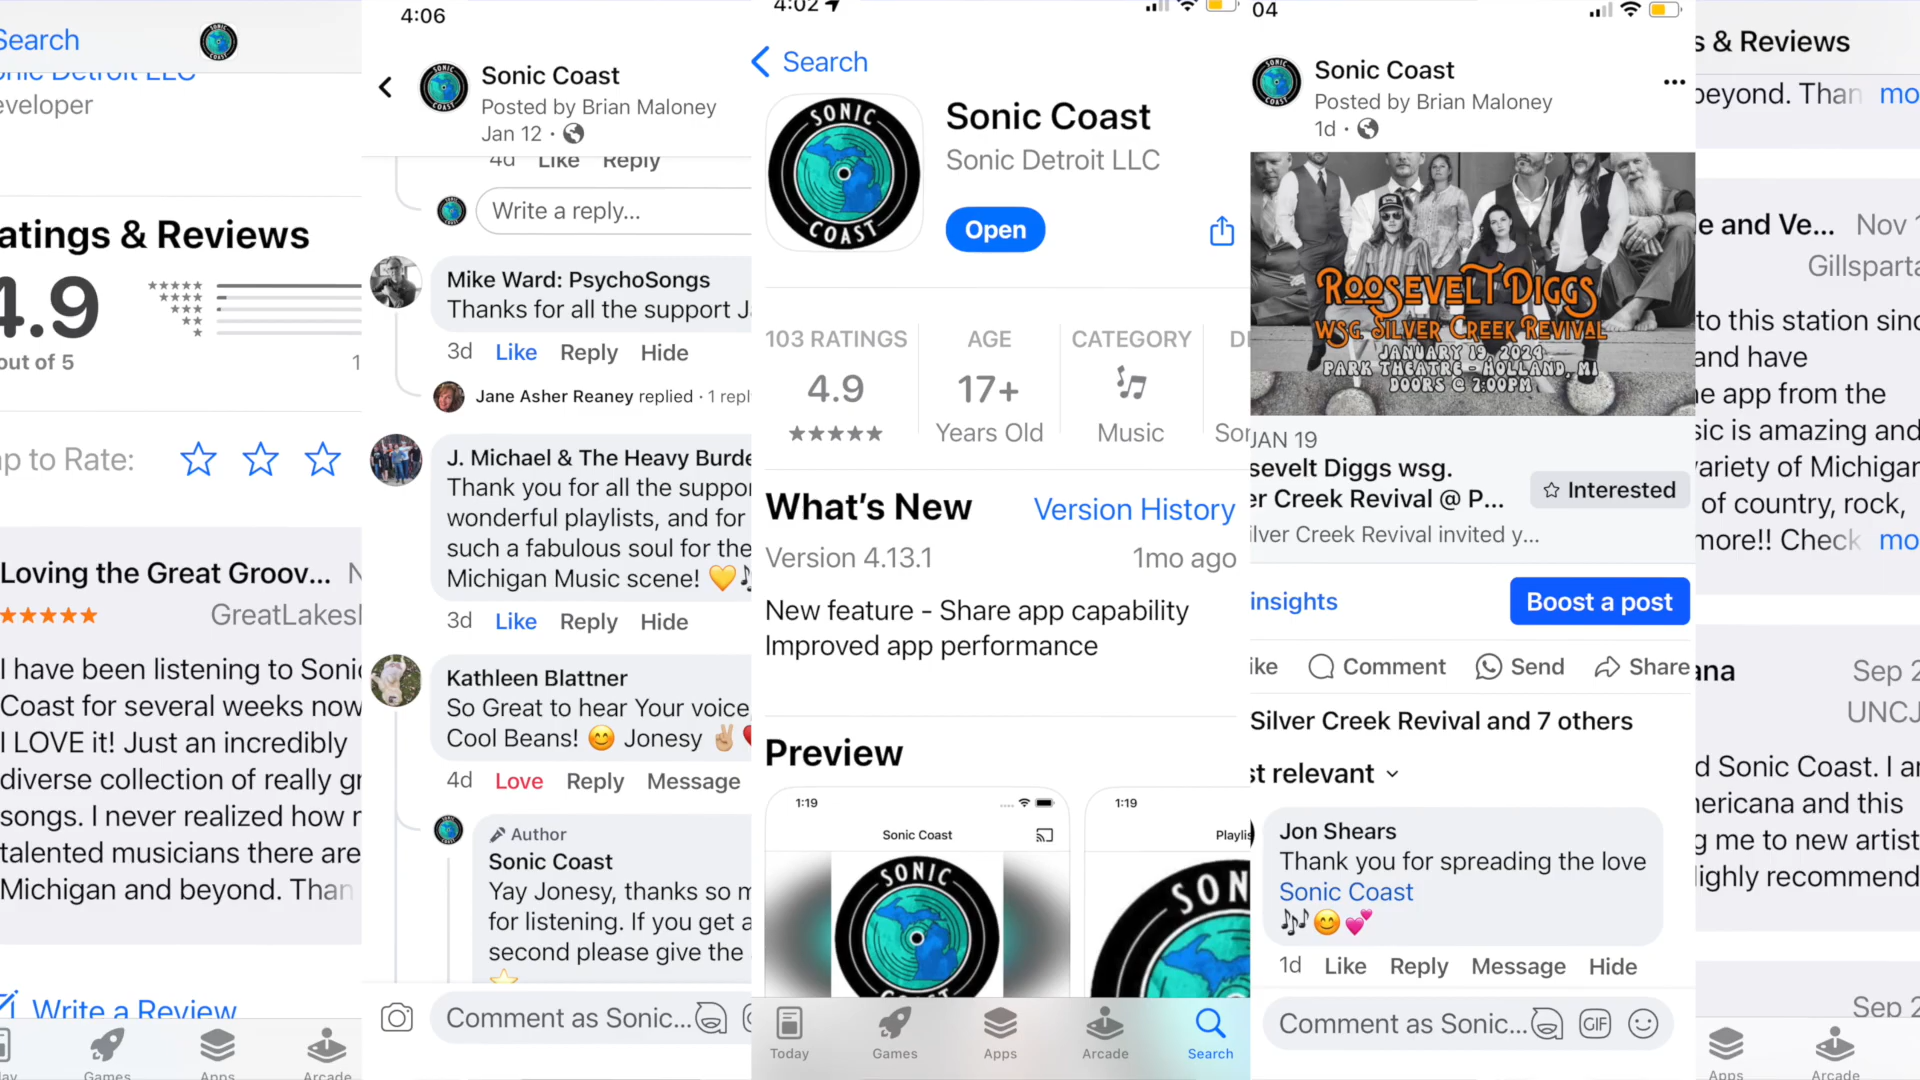 Search
eveloper
atings & Reviews
4.9
out of 5
p to Rate:
Loving the Great Groov...
GreatLakes
I have been listening to Soni
Coast for several weeks now
I LOVE it! Just an incredibly
diverse collection of really gr
songs. I never realized how
talented musicians there are
Michigan and beyond. Than
Write a Review
Games
Apps
Arcade
4:06
Sonic Coast
Posted by Brian Maloney
Jan 12 ·
4d Like Reply
SONIC COAST
Write a reply...
Mike Ward: PsychoSongs
Thanks for all the support J
3d Like Reply Hide
Jane Asher Reaney replied · 1 repl
J. Michael & The Heavy Burde
Thank you for all the suppor
wonderful playlists, and for
such a fabulous soul for the
Michigan Music scene! 💛🎶
3d Like Reply Hide
Kathleen Blattner
So Great to hear Your voice
Cool Beans! 😊 Jonesy ✌🏼
4d Love Reply Message
Author
Sonic Coast
Yay Jonesy, thanks so m
for listening. If you get a
second please give the
Comment as Sonic...
4:02
Search
SONIC
COAST
Sonic Coast
Sonic Detroit LLC
Open
103 RATINGS
4.9
★★★★★
AGE
17+
Years Old
CATEGORY
Music
What's New
Version History
Version 4.13.1
1mo ago
New feature - Share app capability
Improved app performance
Preview
1:19
Sonic Coast
SONIC
1:19
Playlis
SON
Today
Games
Apps
Arcade
Search
04
Sonic Coast
Posted by Brian Maloney
1d ·
ROOSEVELT DIGGS
WSG. SILVER CREEK REVIVAL
JANUARY 19, 2024
PARK THEATRE - HOLLAND, MI
DOORS @ 7:00PM
JAN 19
sevelt Diggs wsg.
er Creek Revival @ P...
ilver Creek Revival invited y...
Interested
insights
Boost a post
ike
Comment
Send
Share
Silver Creek Revival and 7 others
st relevant
Jon Shears
Thank you for spreading the love
Sonic Coast
🎶😊💕
1d Like Reply Message Hide
Comment as Sonic...
GIF
s & Reviews
beyond. Than mo
e and Ve... Nov 1
Gillsparta
to this station sinc
and have
e app from the
sic is amazing and
ariety of Michigan
of country, rock,
more!! Check mo
ana
Sep 2
UNCJ
d Sonic Coast. I a
ericana and this
g me to new artist
ighly recommend
Sep 2
Apps
Arcade